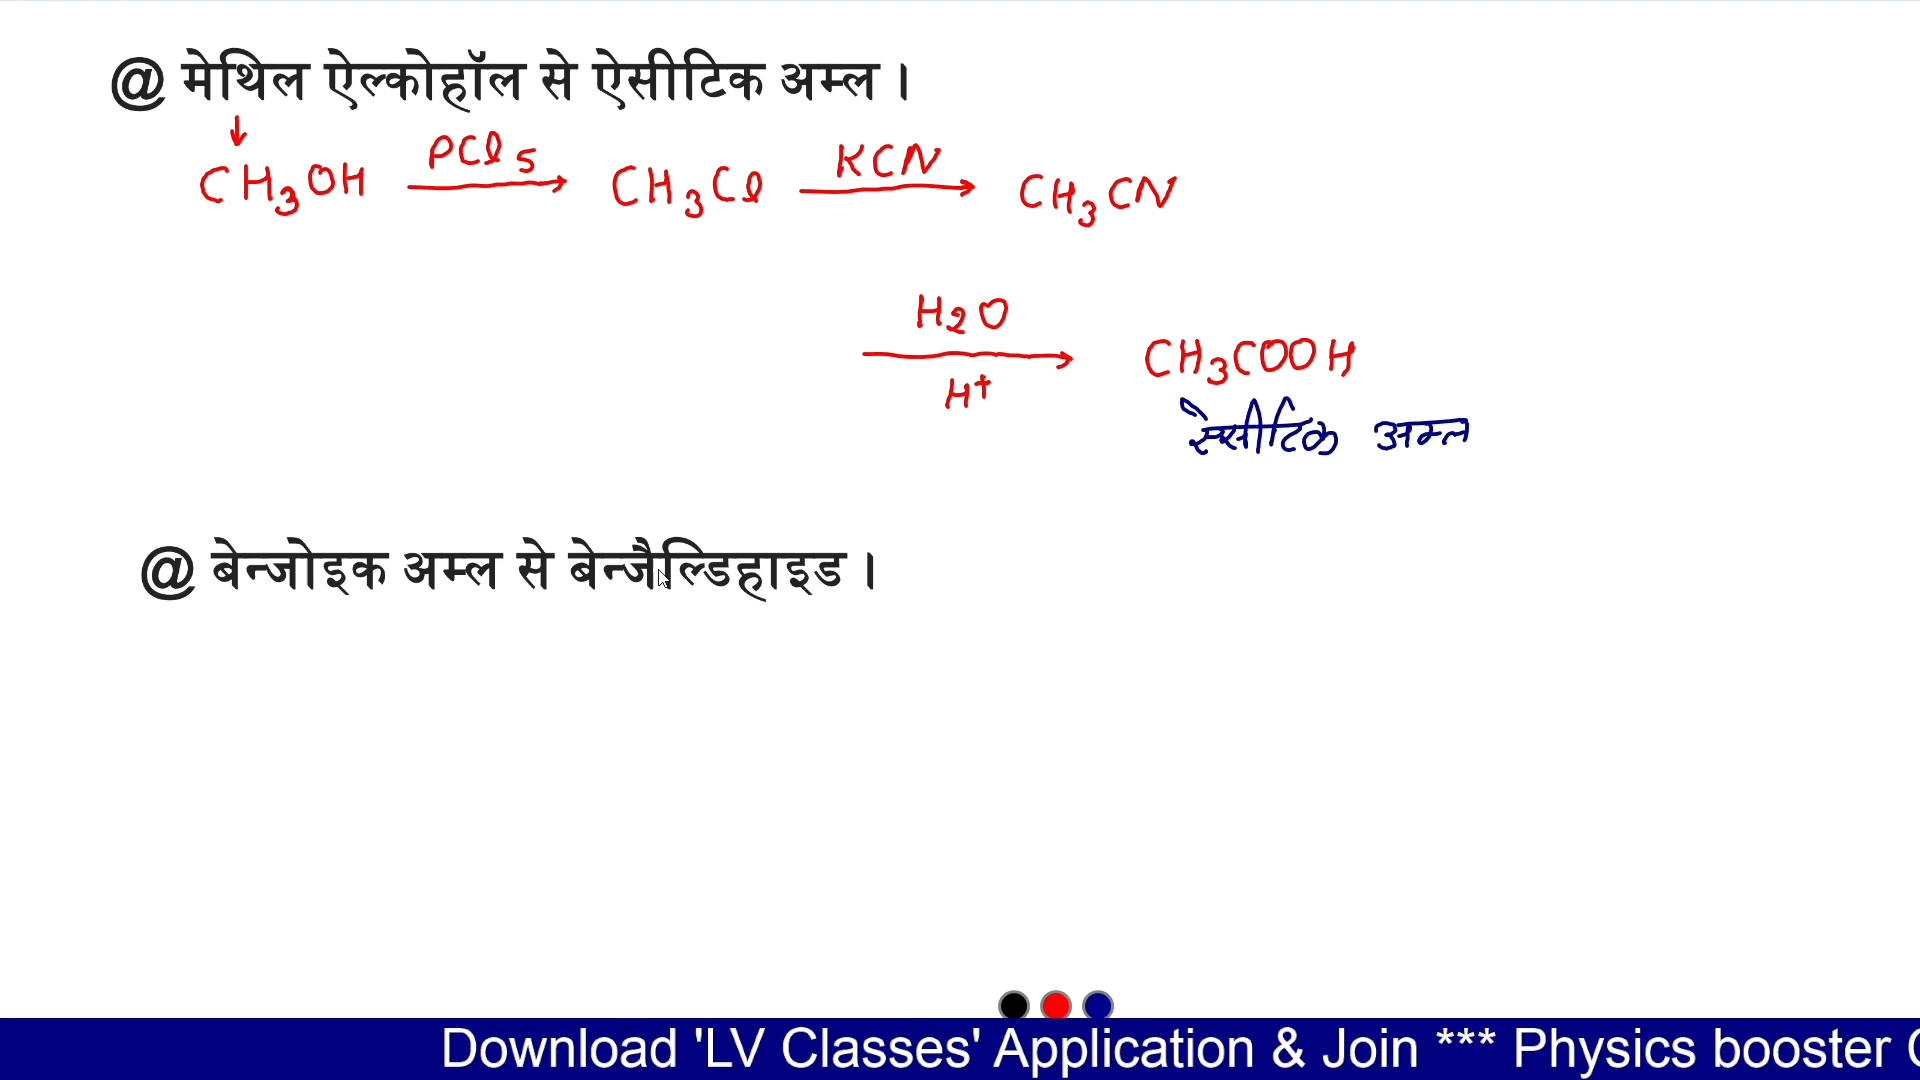 @ मेथिल ऐल्कोहॉल से ऐसीटिक अम्ल ।
CH3OH PCl5 → CH3Cl KCN → CH3CN
H2O
→ CH3COOH
H+
ऐसीटिक अम्ल
@ बेन्जोइक अम्ल से बेन्जैल्डिहाइड ।
Download 'LV Classes' Application & Join *** Physics booster